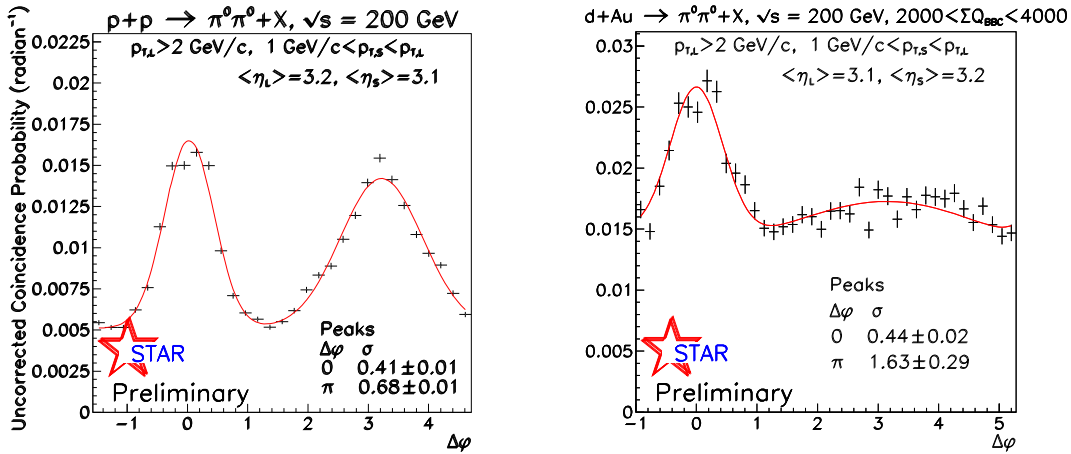 p+p → π⁰π⁰+X, √s = 200 GeV
p_T,L>2 GeV/c, 1 GeV/c<p_T,S<p_T,L
<η_L>=3.2, <η_S>=3.1
Uncorrected Coincidence Probability (radian⁻¹)
0.0225
0.02
0.0175
0.015
0.0125
0.01
0.0075
0.005
0.0025
0
Peaks
Δφ σ
0 0.41±0.01
π 0.68±0.01
STAR
Preliminary
-1 0 1 2 3 4
Δφ
d+Au → π⁰π⁰+X, √s = 200 GeV, 2000<ΣQ_BBC<4000
p_T,L>2 GeV/c, 1 GeV/c<p_T,S<p_T,L
<η_L>=3.1, <η_S>=3.2
0.03
0.025
0.02
0.015
0.01
0.005
0
Peaks
Δφ σ
0 0.44±0.02
π 1.63±0.29
STAR
Preliminary
-1 0 1 2 3 4 5
Δφ